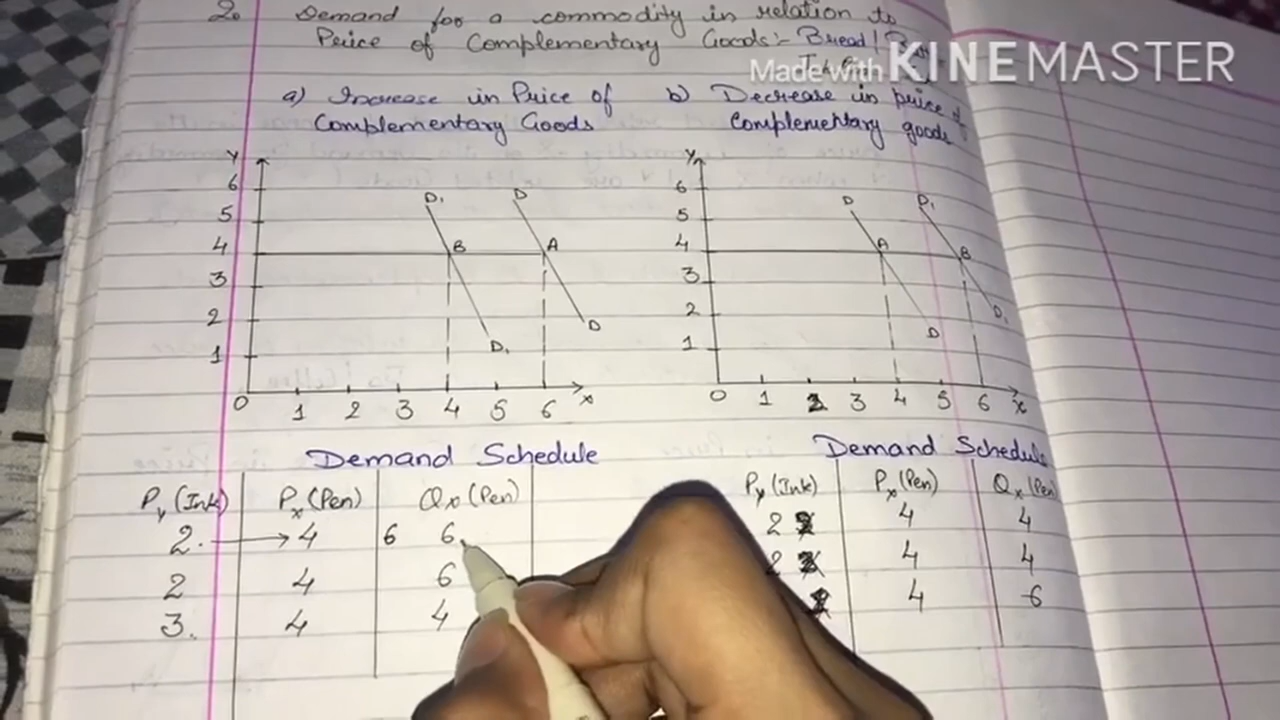 2. Demand for a commodity in relation to
Price of Complementary Goods:- Bread |
Made with KINEMASTER
a) Increase in Price of
Complementary Goods
b) Decrease in price of
Complementary goods
Y
6
5
4
3
2
1
0 1 2 3 4 5 6 x
D1 D
B A
D
D1
Y
6
5
4
3
2
1
0 1 2 3 4 5 6 x
D D1
A B
D1
D
Demand Schedule
Py (Ink) Px (Pen) Qx (Pen)
2. → 4 6 6
2 4 6
3. 4 4
Demand Schedule
Py (Ink) Px (Pen) Qx (Pen
2 4 4
2 4 4
4 6